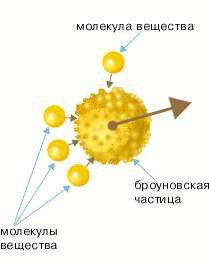 молекула вещества
броуновская
частица
молекулы
вещества